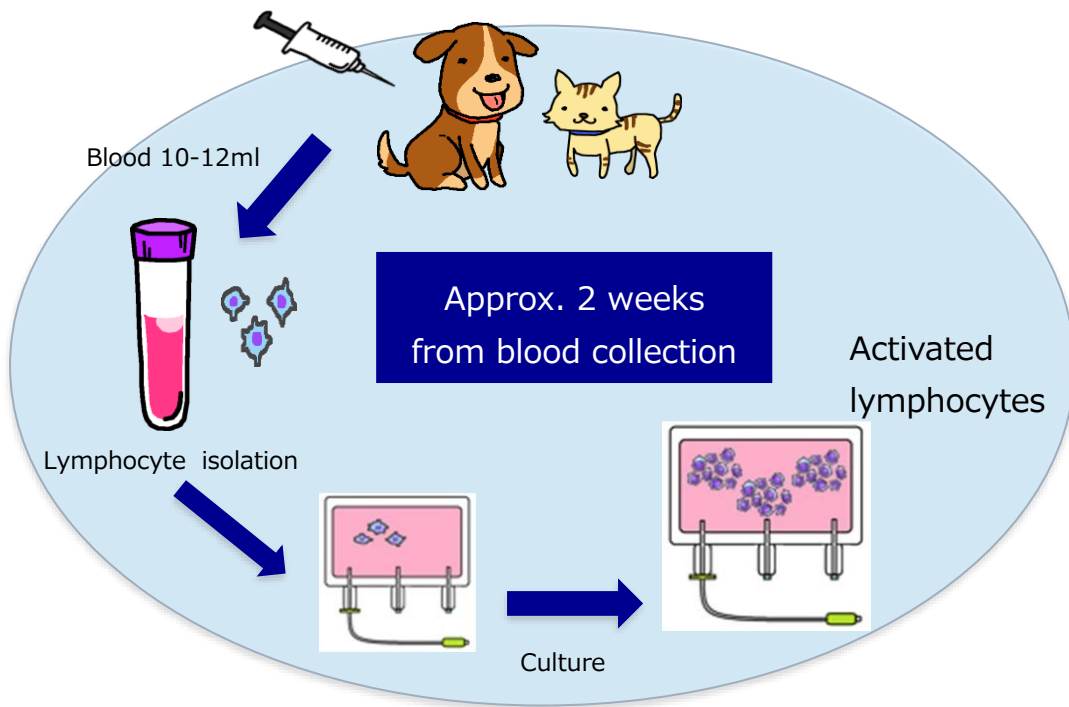 Blood 10-12ml
Approx. 2 weeks
from blood collection
Activated
lymphocytes
Lymphocyte isolation
Culture